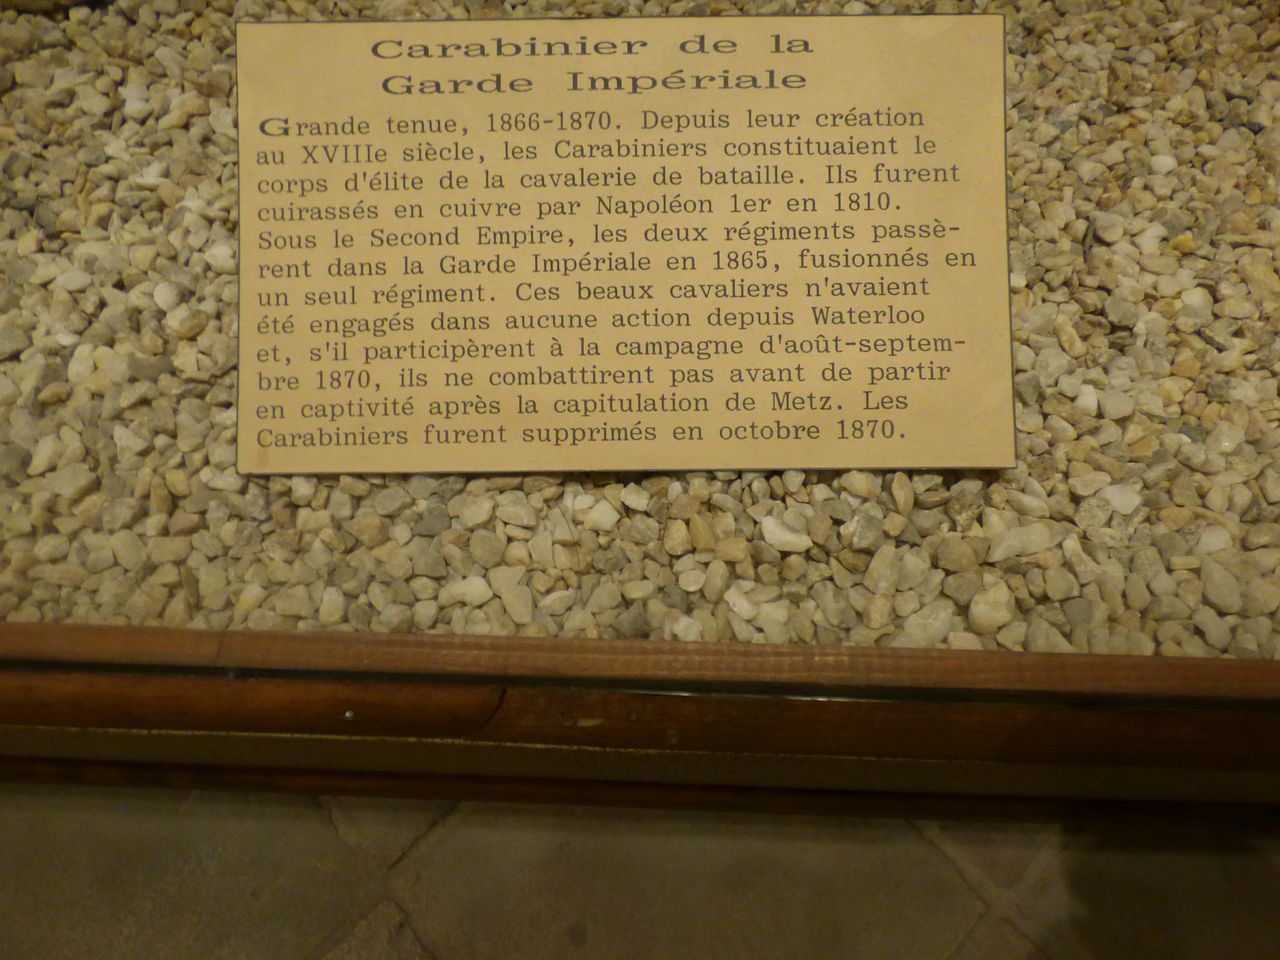 Carabinier de la
Garde Impériale
Grande tenue, 1866-1870. Depuis leur création
au XVIIIe siècle, les Carabiniers constituaient le
corps d'élite de la cavalerie de bataille. Ils furent
cuirassés en cuivre par Napoléon 1er en 1810.
Sous le Second Empire, les deux régiments passè-
rent dans la Garde Impériale en 1865, fusionnés en
un seul régiment. Ces beaux cavaliers n'avaient
été engagés dans aucune action depuis Waterloo
et, s'il participèrent à la campagne d'août-septem-
bre 1870, ils ne combattirent pas avant de partir
en captivité après la capitulation de Metz. Les
Carabiniers furent supprimés en octobre 1870.